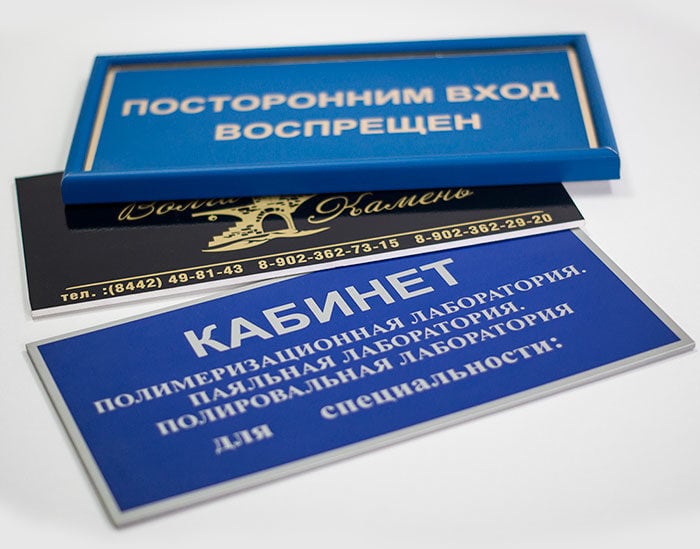 ПОСТОРОННИМ ВХОД
ВОСПРЕЩЕН
Волга Камень
тел. :(8442) 49-81-43 8-902-362-73-15 8-902-362-29-20
КАБИНЕТ
ПОЛИМЕРИЗАЦИОННАЯ ЛАБОРАТОРИЯ.
ПАЯЛЬНАЯ ЛАБОРАТОРИЯ.
ПОЛИРОВАЛЬНАЯ ЛАБОРАТОРИЯ
для специальности: